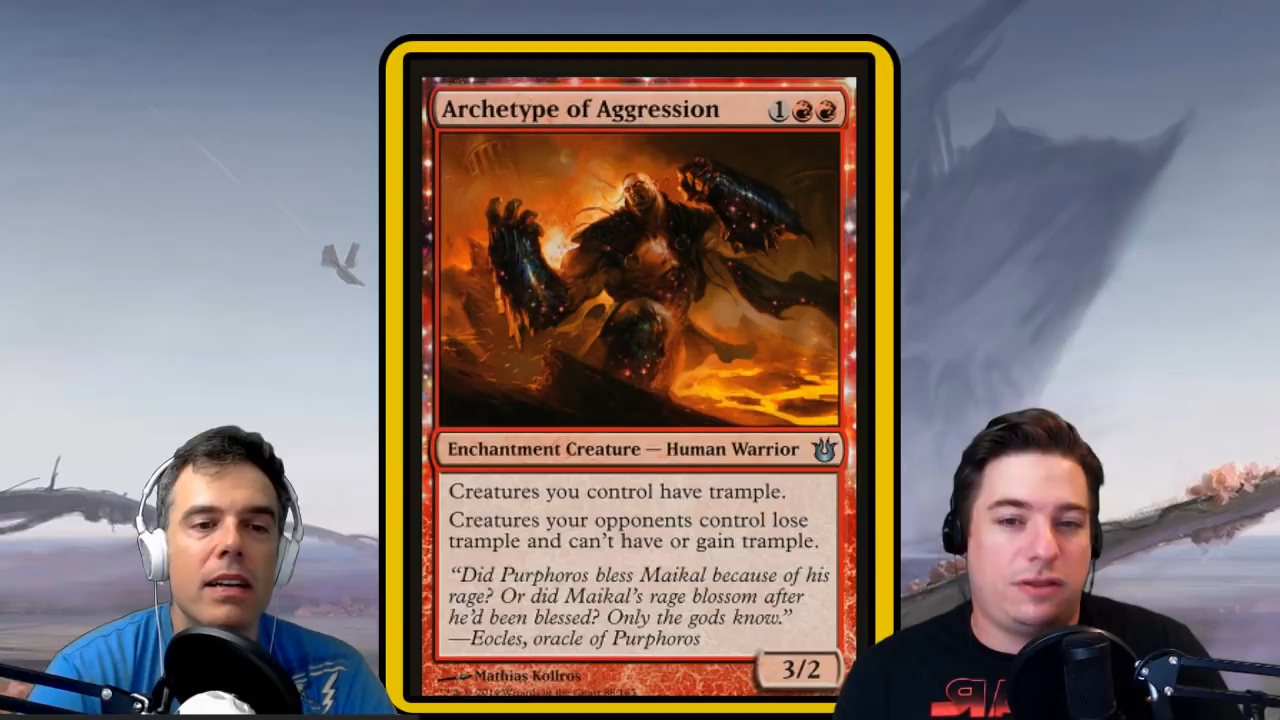 Archetype of Aggression 1
Enchantment Creature — Human Warrior
Creatures you control have trample.
Creatures your opponents control lose
trample and can't have or gain trample.
"Did Purphoros bless Maikal because of his
rage? Or did Maikal's rage blossom after
he'd been blessed? Only the gods know."
—Eocles, oracle of Purphoros
3/2
Mathias Kollros